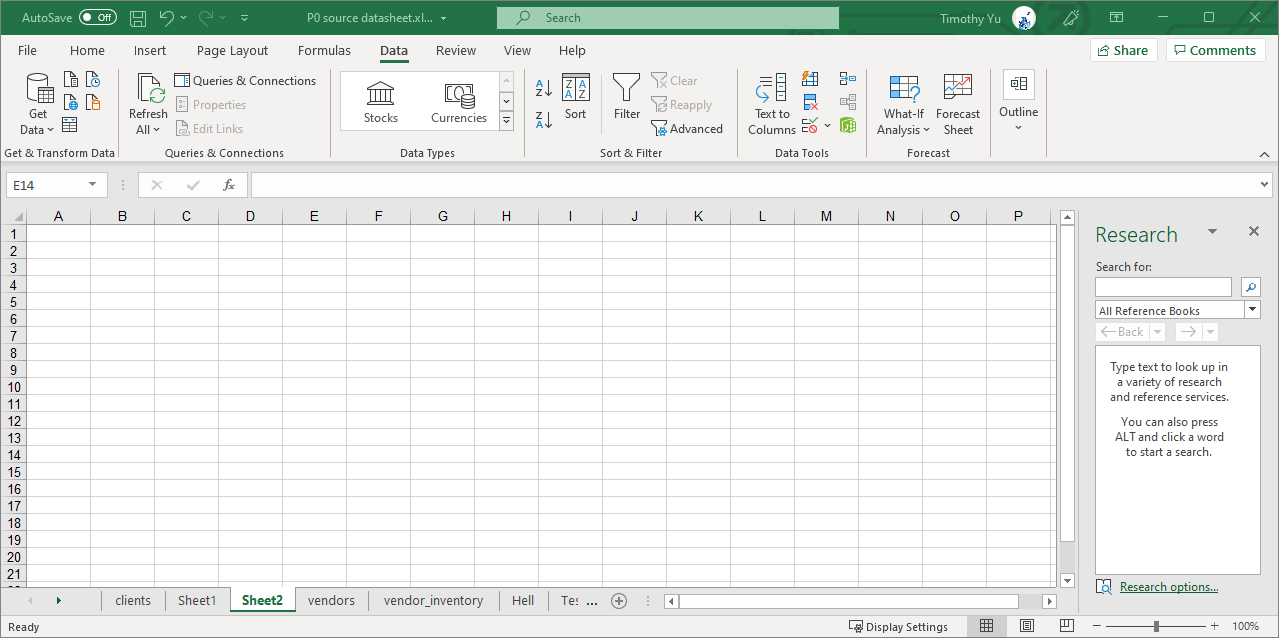 AutoSave Off P0 source datasheet.xl... Search Timothy Yu
File Home Insert Page Layout Formulas Data Review View Help Share Comments
Get Data
Refresh All
Queries & Connections
Properties
Edit Links
Stocks
Currencies
Sort
Filter
Clear
Reapply
Advanced
Text to Columns
What-If Analysis
Forecast Sheet
Outline
Get & Transform Data Queries & Connections Data Types Sort & Filter Data Tools Forecast
E14 fx
A B C D E F G H I J K L M N O P
1
2
3
4
5
6
7
8
9
10
11
12
13
14
15
16
17
18
19
20
21
Research
Search for:
All Reference Books
Back
Type text to look up in
a variety of research
and reference services.
You can also press
ALT and click a word
to start a search.
Research options...
clients Sheet1 Sheet2 vendors vendor_inventory Hell Tes ...
Ready Display Settings 100%